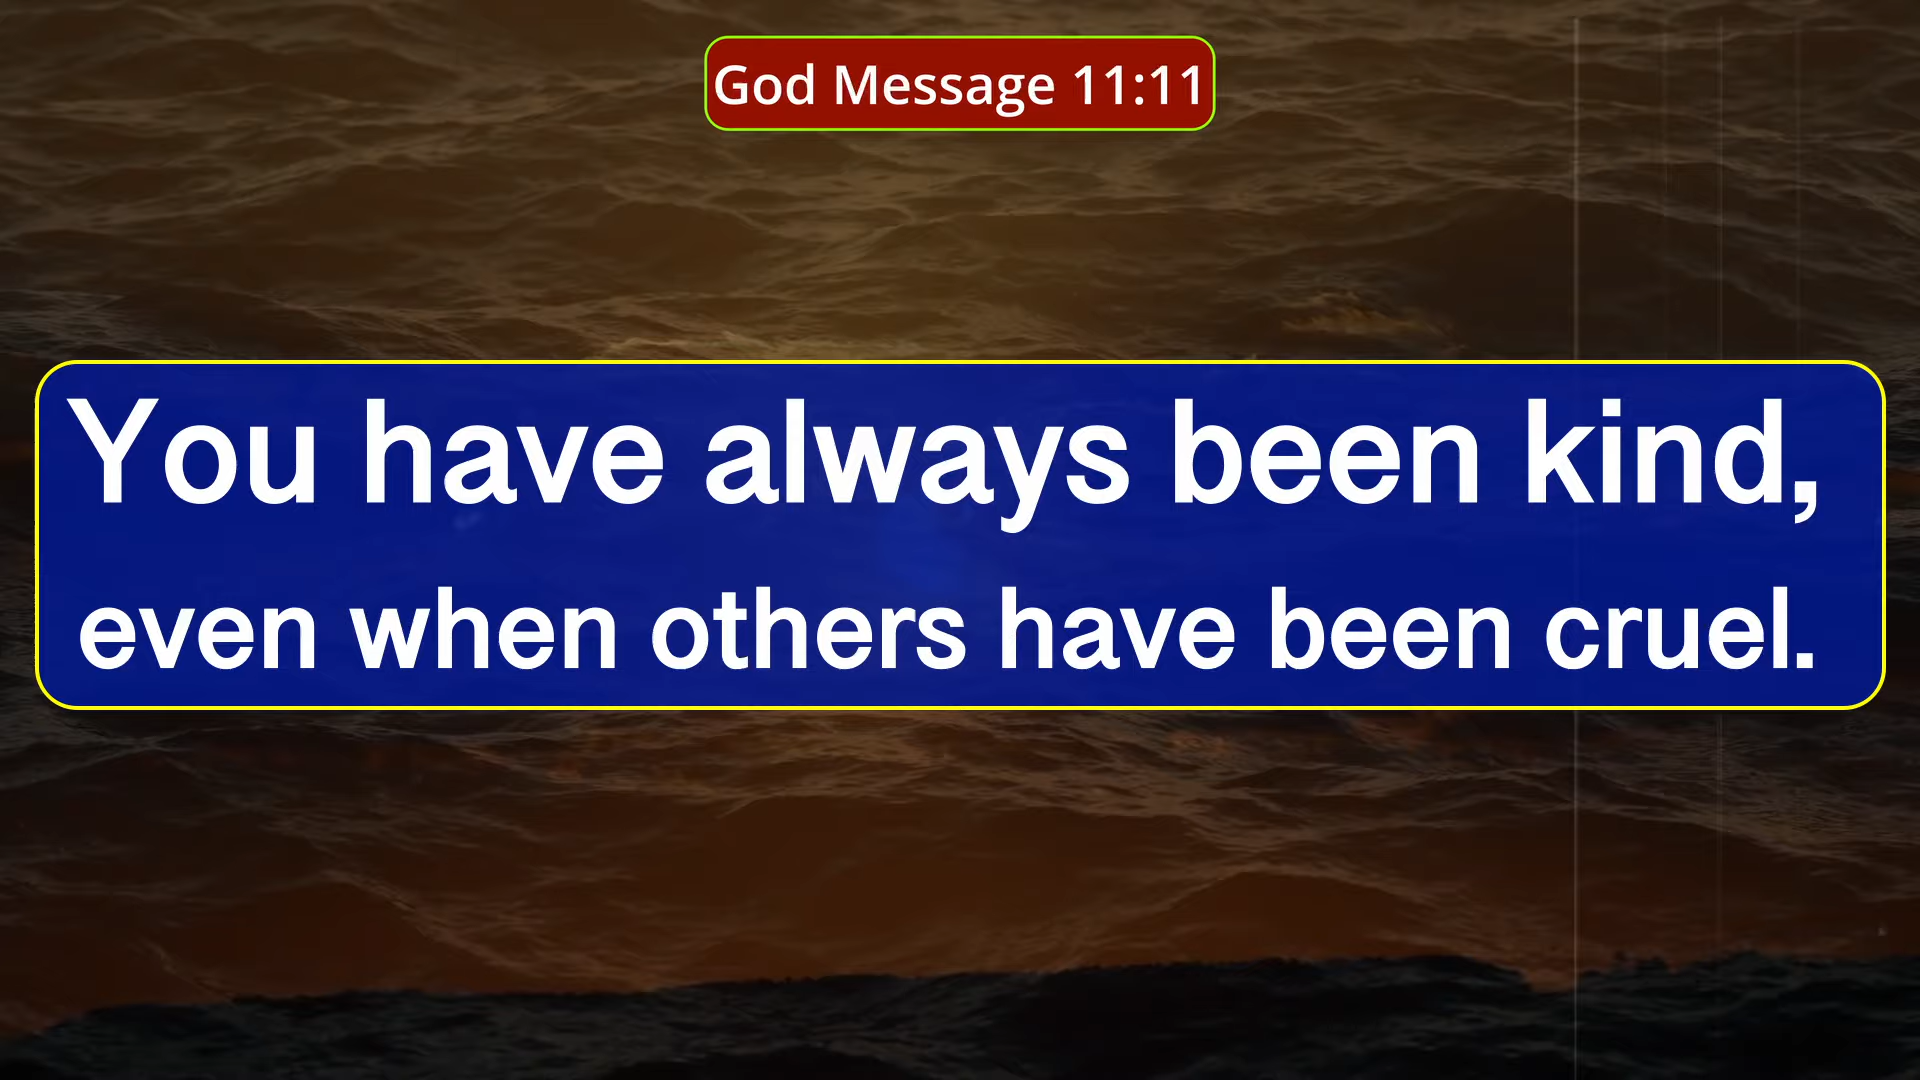 God Message 11:11
You have always been kind,
even when others have been cruel.